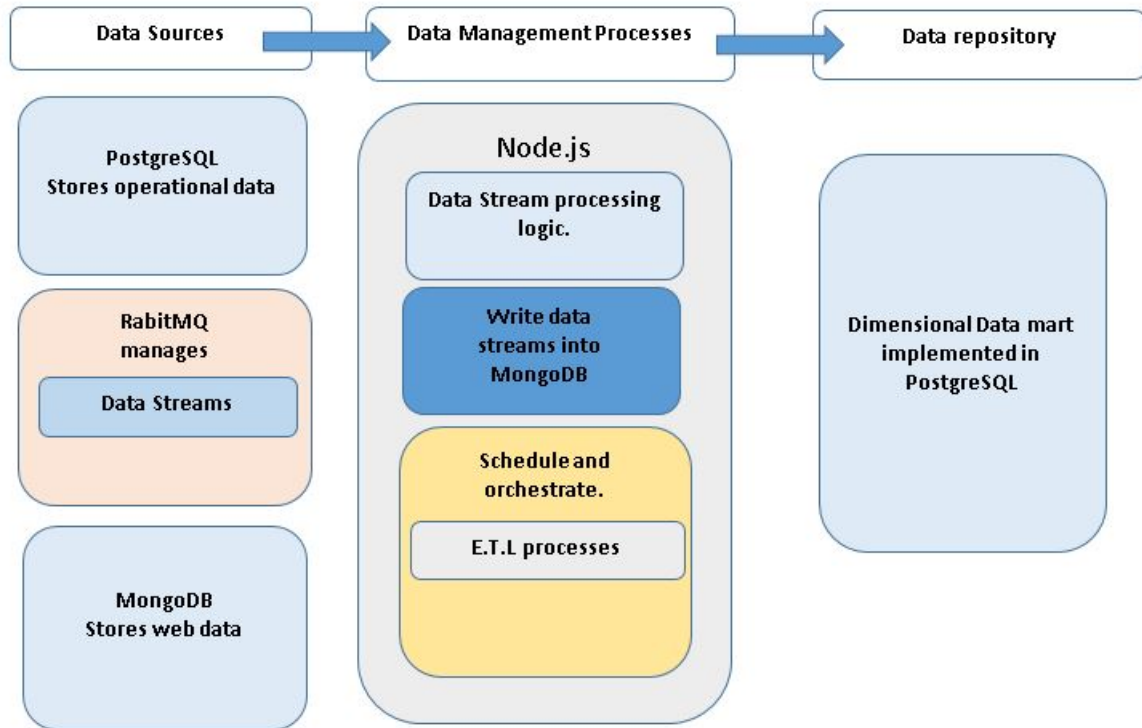 Data Sources
Data Management Processes
Data repository
PostgreSQL
Stores operational data
RabitMQ
manages
Data Streams
MongoDB
Stores web data
Node.js
Data Stream processing
logic.
Write data
streams into
MongoDB
Schedule and
orchestrate.
E.T.L processes
Dimensional Data mart
implemented in
PostgreSQL